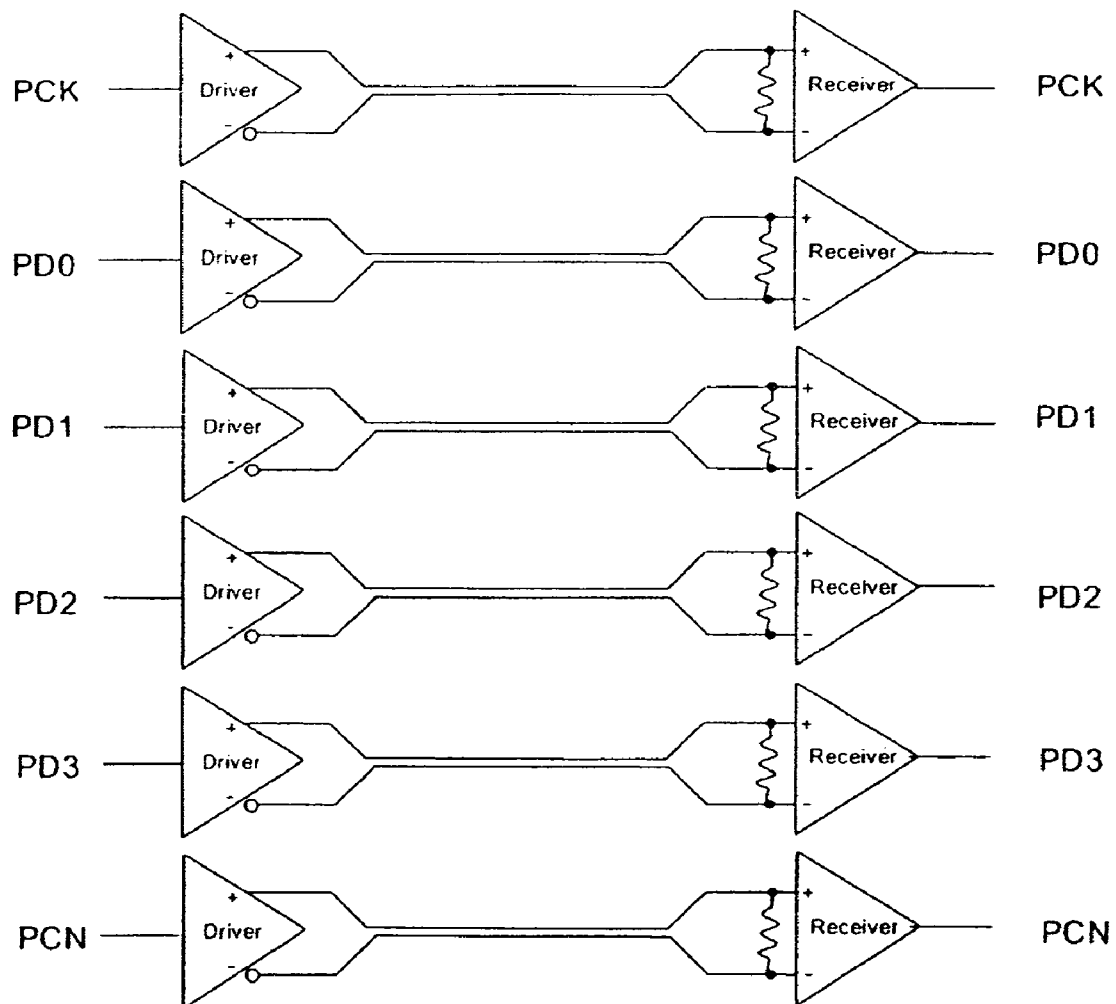 PCK + Driver - + Receiver - PCK
PD0 + Driver - + Receiver - PD0
PD1 + Driver - + Receiver - PD1
PD2 + Driver - + Receiver - PD2
PD3 + Driver - + Receiver - PD3
PCN + Driver - + Receiver - PCN